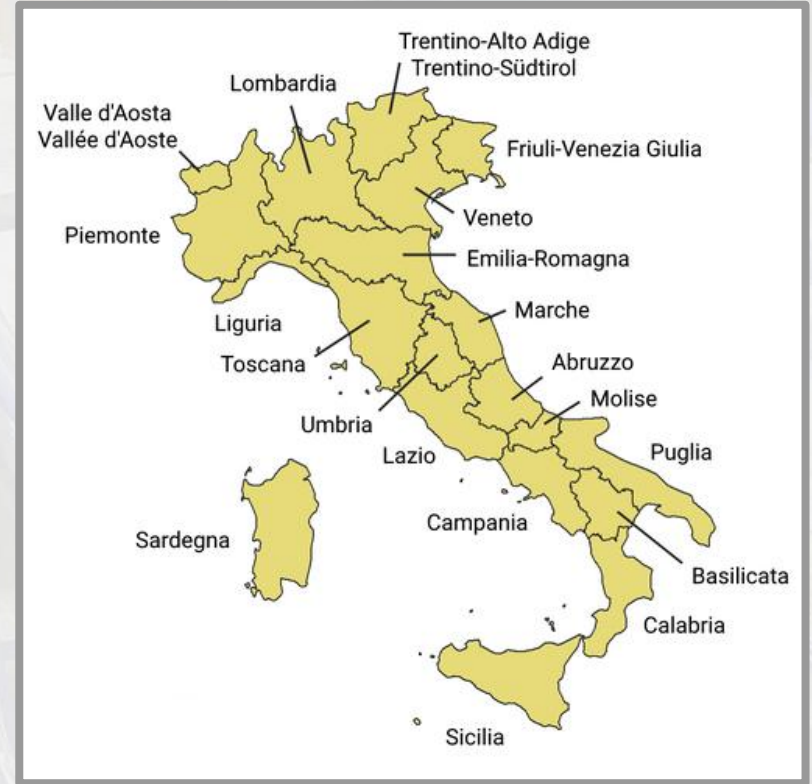 Trentino-Alto Adige
Trentino-Südtirol
Lombardia
Valle d'Aosta
Vallée d'Aoste
Friuli-Venezia Giulia
Veneto
Piemonte
Emilia-Romagna
Marche
Liguria
Toscana
Abruzzo
Molise
Umbria
Lazio
Puglia
Campania
Sardegna
Basilicata
Calabria
Sicilia